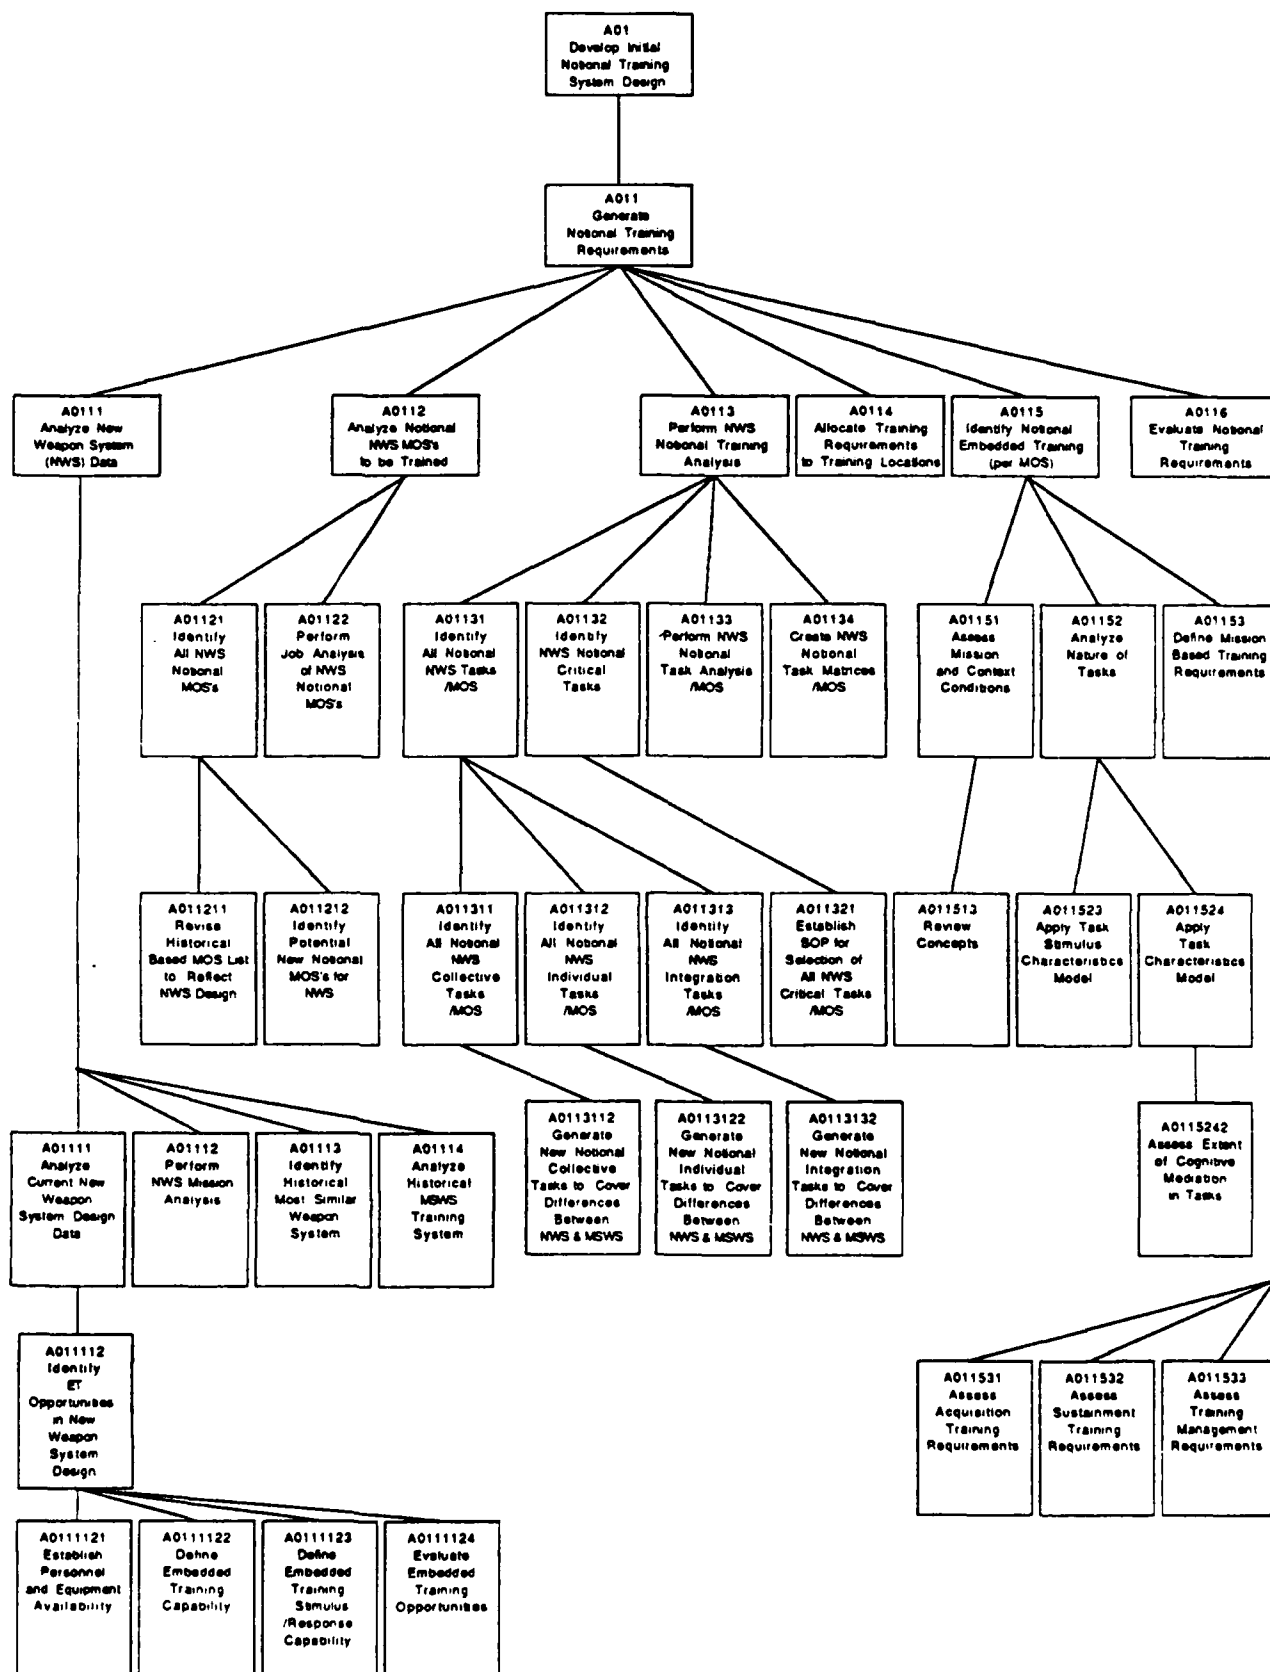 A01
Develop Initial
Notional Training
System Design
A011
Generate
Notional Training
Requirements
A0111
Analyze New
Weapon System
(NWS) Data
A0112
Analyze Notional
NWS MOS's
to be Trained
A0113
Perform NWS
Notional Training
Analysis
A0114
Allocate Training
Requirements
to Training Locations
A0115
Identify Notional
Embedded Training
(per MOS)
A0116
Evaluate Notional
Training
Requirements
A01121
Identify
All NWS
Notional
MOS's
A01122
Perform
Job Analysis
of NWS
Notional
MOS's
A01131
Identify
All Notional
NWS Tasks
/MOS
A01132
Identify
NWS Notional
Critical
Tasks
A01133
Perform NWS
Notional
Task Analysis
/MOS
A01134
Create NWS
Notional
Task Matrices
/MOS
A01151
Assess
Mission
and Context
Conditions
A01152
Analyze
Nature of
Tasks
A01153
Define Mission
Based Training
Requirements
A011211
Revise
Historical
Based MOS List
to Reflect
NWS Design
A011212
Identify
Potential
New Notional
MOS's for
NWS
A011311
Identify
All Notional
NWS
Collective
Tasks
/MOS
A011312
Identify
All Notional
NWS
Individual
Tasks
/MOS
A011313
Identify
All Notional
NWS
Integration
Tasks
/MOS
A011321
Establish
SOP for
Selection of
All NWS
Critical Tasks
/MOS
A011513
Review
Concepts
A011523
Apply Task
Stimulus
Characteristics
Model
A011524
Apply
Task
Characteristics
Model
A01111
Analyze
Current New
Weapon
System Design
Data
A01112
Perform
NWS Mission
Analysis
A01113
Identify
Historical
Most Similar
Weapon
System
A01114
Analyze
Historical
MSWS
Training
System
A0113112
Generate
New Notional
Collective
Tasks to Cover
Differences
Between
NWS & MSWS
A0113122
Generate
New Notional
Individual
Tasks to Cover
Differences
Between
NWS & MSWS
A0113132
Generate
New Notional
Integration
Tasks to Cover
Differences
Between
NWS & MSWS
A0115242
Assess Extent
of Cognitive
Mediation
in Tasks
A011112
Identify
ET
Opportunities
in New
Weapon
System
Design
A011531
Assess
Acquisition
Training
Requirements
A011532
Assess
Sustainment
Training
Requirements
A011533
Assess
Training
Management
Requirements
A0111121
Establish
Personnel
and Equipment
Availability
A0111122
Define
Embedded
Training
Capability
A0111123
Define
Embedded
Training
Stimulus
/Response
Capability
A0111124
Evaluate
Embedded
Training
Opportunities